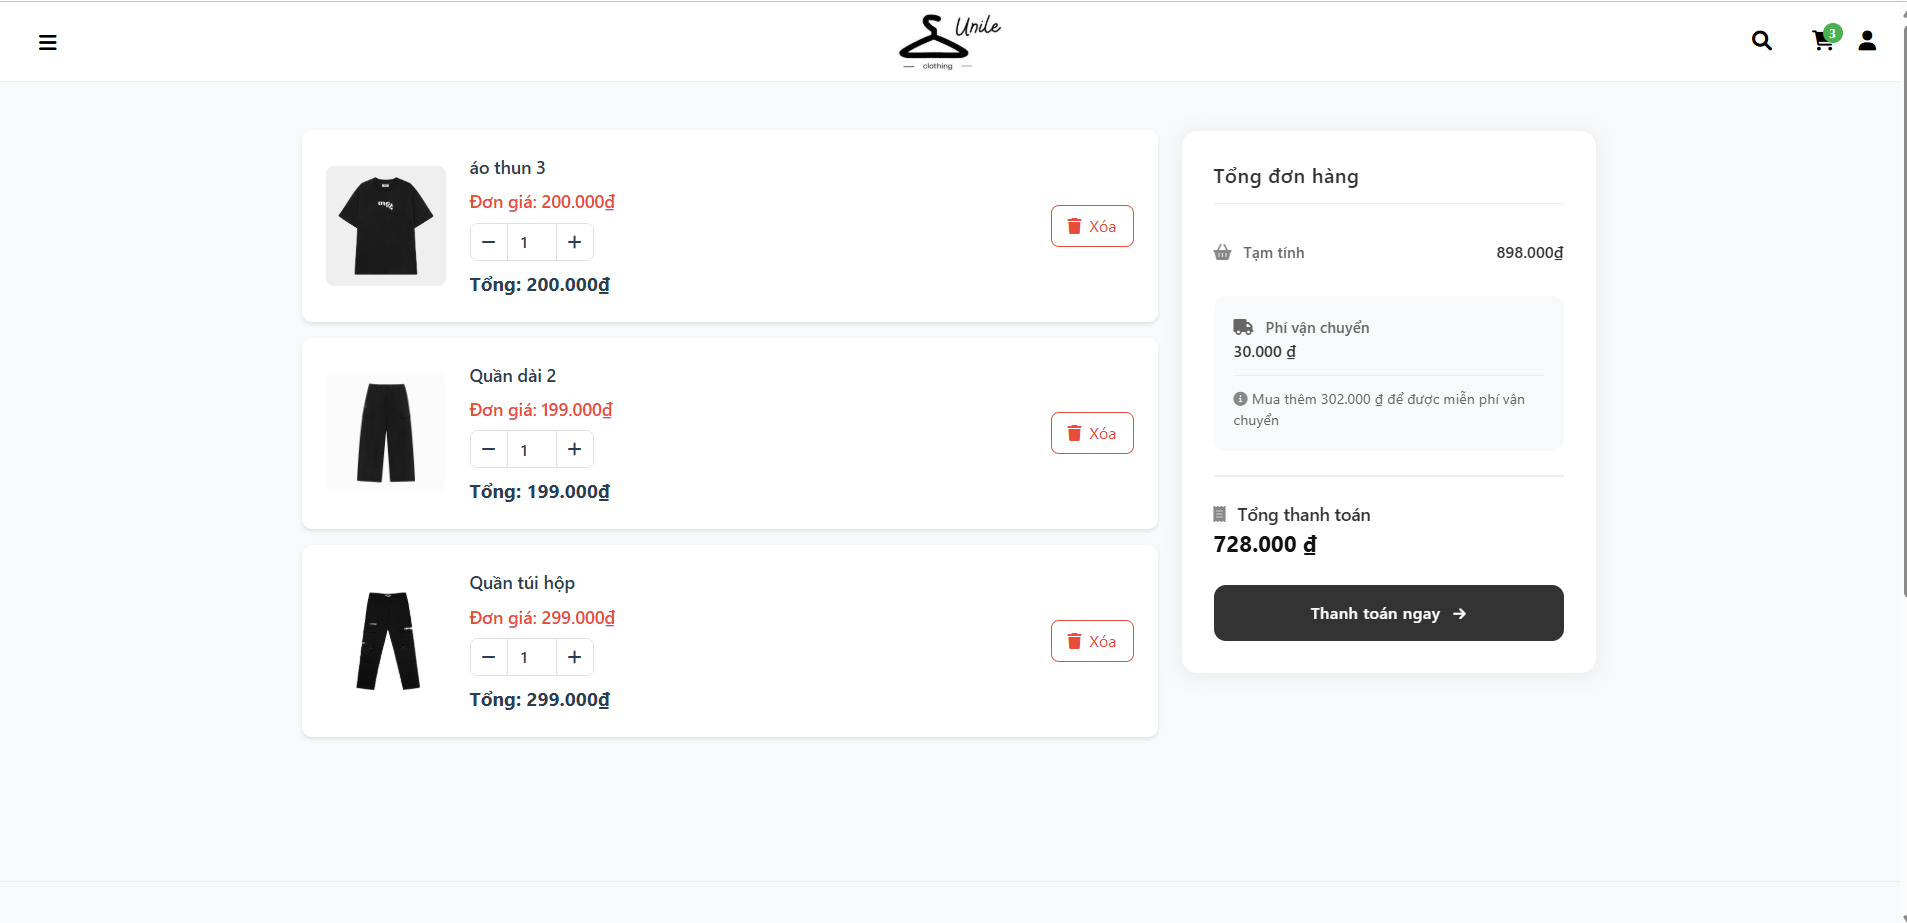 Unile
clothing
3
áo thun 3
Đơn giá: 200.000₫
1
Xóa
Tổng: 200.000₫
Quần dài 2
Đơn giá: 199.000₫
1
Xóa
Tổng: 199.000₫
Quần túi hộp
Đơn giá: 299.000₫
1
Xóa
Tổng: 299.000₫
Tổng đơn hàng
Tạm tính 898.000₫
Phí vận chuyển
30.000 ₫
Mua thêm 302.000 ₫ để được miễn phí vận
chuyển
Tổng thanh toán
728.000 ₫
Thanh toán ngay →